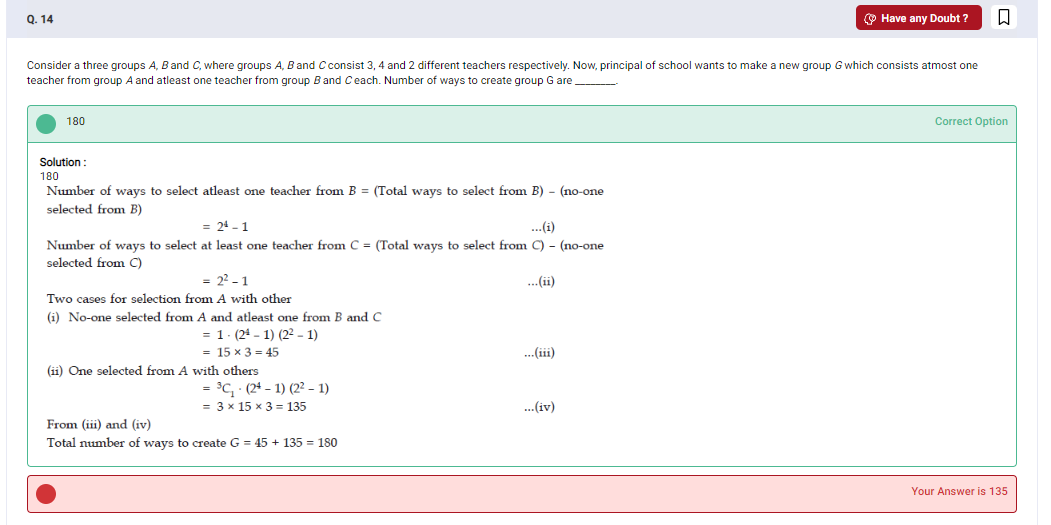 Q. 14
Have any Doubt ?
Consider a three groups A, B and C, where groups A, B and C consist 3, 4 and 2 different teachers respectively. Now, principal of school wants to make a new group G which consists atmost one
teacher from group A and atleast one teacher from group B and C each. Number of ways to create group G are ________.
180
Correct Option
Solution :
180
Number of ways to select atleast one teacher from B = (Total ways to select from B) – (no-one
selected from B)
= 2⁴ – 1 ...(i)
Number of ways to select at least one teacher from C = (Total ways to select from C) – (no-one
selected from C)
= 2² – 1 ...(ii)
Two cases for selection from A with other
(i) No-one selected from A and atleast one from B and C
= 1 · (2⁴ – 1) (2² – 1)
= 15 × 3 = 45 ...(iii)
(ii) One selected from A with others
= ³C₁ · (2⁴ – 1) (2² – 1)
= 3 × 15 × 3 = 135 ...(iv)
From (iii) and (iv)
Total number of ways to create G = 45 + 135 = 180
Your Answer is 135